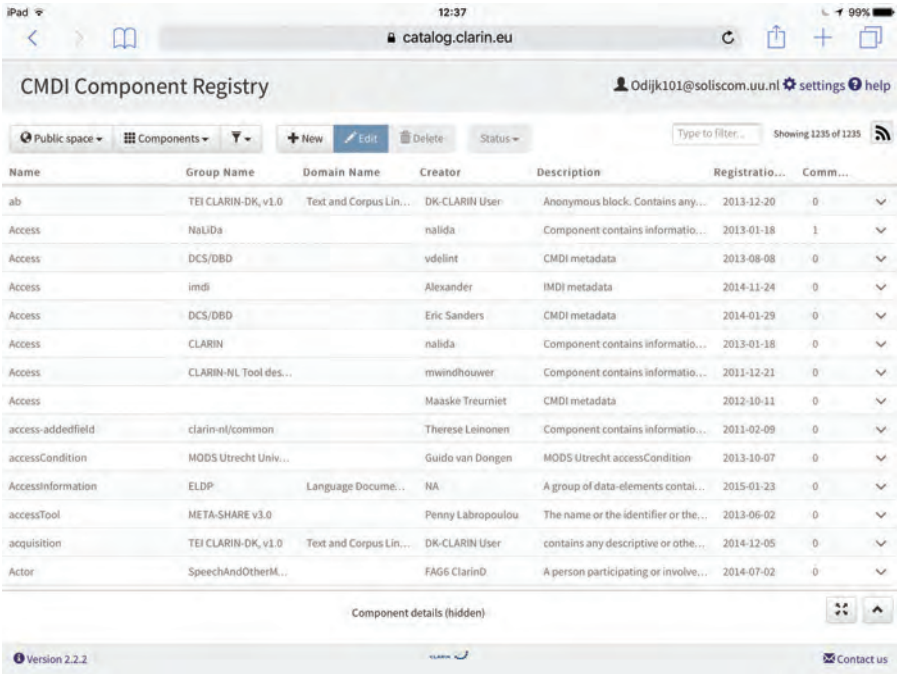 iPad 12:37 99%
catalog.clarin.eu
CMDI Component Registry Odijk101@soliscom.uu.nl settings help
Public space Components New Edit Delete Status Type to filter... Showing 1235 of 1235
Name Group Name Domain Name Creator Description Registratio... Comm...
ab TEI CLARIN-DK, v1.0 Text and Corpus Lin... DK-CLARIN User Anonymous block. Contains any... 2013-12-20 0
Access NaLiDa nalida Component contains informatio... 2013-01-18 1
Access DCS/DBD vdelint CMDI metadata 2013-08-08 0
Access imdi Alexander IMDI metadata 2014-11-24 0
Access DCS/DBD Eric Sanders CMDI metadata 2014-01-29 0
Access CLARIN nalida Component contains informatio... 2013-01-18 0
Access CLARIN-NL Tool des... mwindhouwer Component contains informatio... 2011-12-21 0
Access Maaske Treurniet CMDI metadata 2012-10-11 0
access-addedfield clarin-nl/common Therese Leinonen Component contains informatio... 2011-02-09 0
accessCondition MODS Utrecht Univ... Guido van Dongen MODS Utrecht accessCondition 2013-10-07 0
AccessInformation ELDP Language Docume... NA A group of data-elements contai... 2015-01-23 0
accessTool META-SHARE v3.0 Penny Labropoulou The name or the identifier or the... 2013-06-02 0
acquisition TEI CLARIN-DK, v1.0 Text and Corpus Lin... DK-CLARIN User contains any descriptive or othe... 2014-12-05 0
Actor SpeechAndOtherM... FAG6 ClarinD A person participating or involve... 2014-07-02 0
Component details (hidden)
Version 2.2.2 CLARIN Contact us